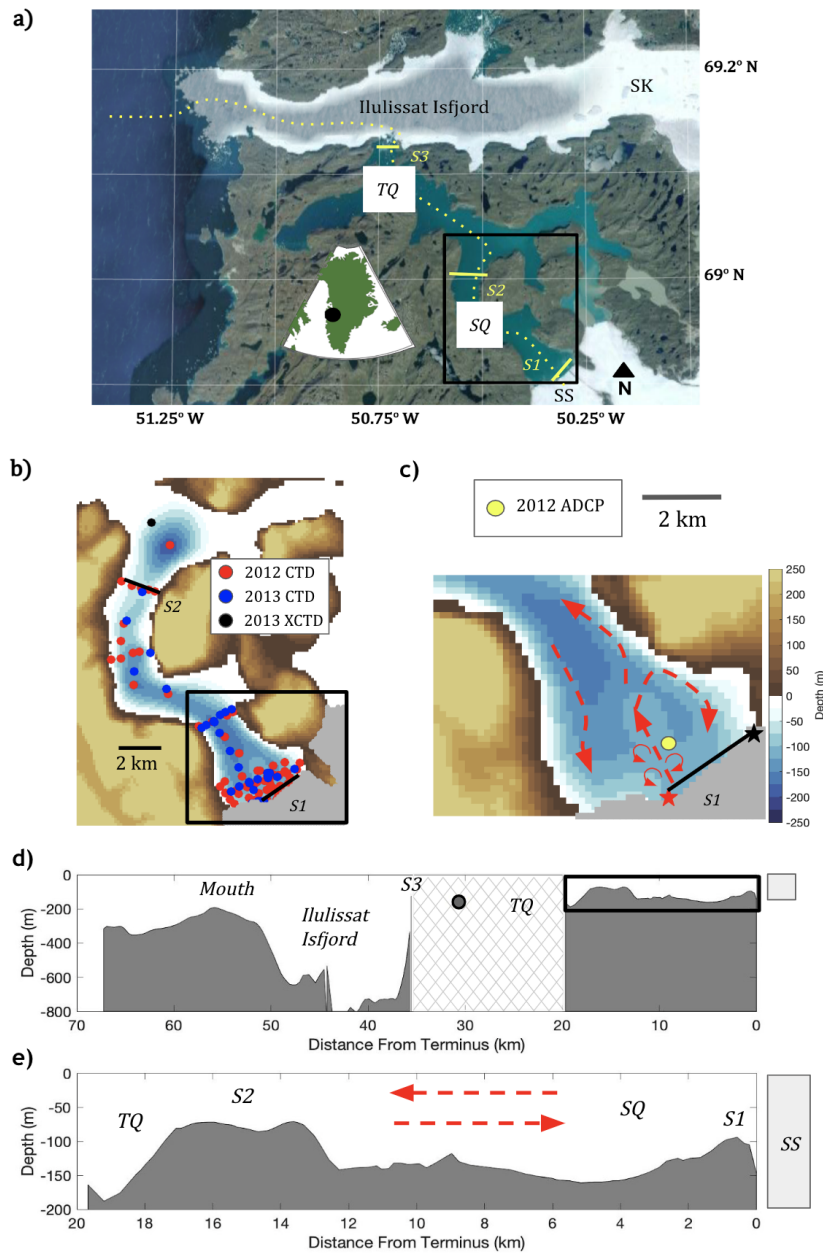 a)
69.2° N
SK
Ilulissat Isfjord
S3
TQ
69° N
S2
SQ
S1
SS
N
51.25° W
50.75° W
50.25° W
b)
S2
2012 CTD
2013 CTD
2013 XCTD
2 km
S1
c)
2012 ADCP
2 km
S1
250
200
150
100
50
0
-50
-100
-150
-200
-250
Depth (m)
d)
0
-200
-400
-600
-800
Depth (m)
Mouth
Ilulissat
Isfjord
S3
TQ
70 60 50 40 30 20 10 0
Distance From Terminus (km)
e)
0
-50
-100
-150
-200
Depth (m)
TQ
S2
SQ
S1
SS
20 18 16 14 12 10 8 6 4 2 0
Distance From Terminus (km)